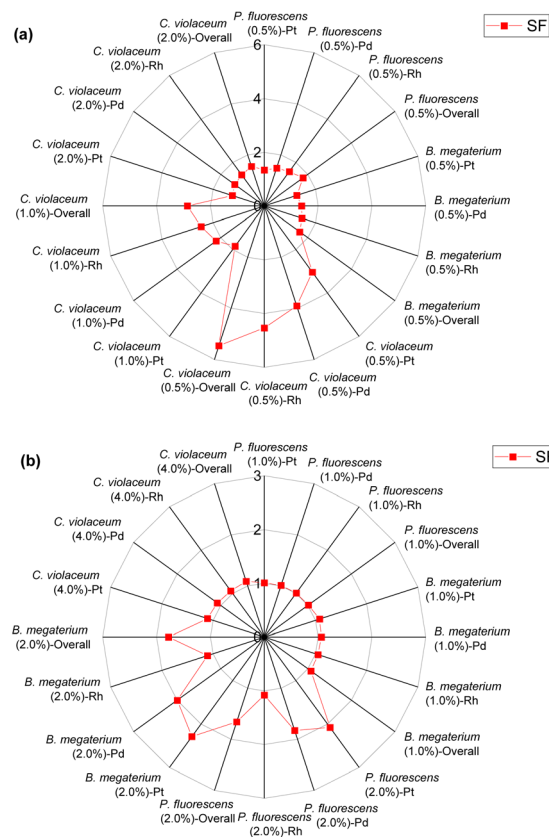 (a)
SF
P. fluorescens
(0.5%)-Pt
P. fluorescens
(0.5%)-Pd
P. fluorescens
(0.5%)-Rh
P. fluorescens
(0.5%)-Overall
B. megaterium
(0.5%)-Pt
B. megaterium
(0.5%)-Pd
B. megaterium
(0.5%)-Rh
B. megaterium
(0.5%)-Overall
C. violaceum
(0.5%)-Pt
C. violaceum
(0.5%)-Pd
C. violaceum
(0.5%)-Rh
C. violaceum
(0.5%)-Overall
C. violaceum
(1.0%)-Pt
C. violaceum
(1.0%)-Pd
C. violaceum
(1.0%)-Rh
C. violaceum
(1.0%)-Overall
C. violaceum
(2.0%)-Pt
C. violaceum
(2.0%)-Pd
C. violaceum
(2.0%)-Rh
C. violaceum
(2.0%)-Overall
6
4
2
0
(b)
P. fluorescens
(1.0%)-Pt
P. fluorescens
(1.0%)-Pd
P. fluorescens
(1.0%)-Rh
P. fluorescens
(1.0%)-Overall
B. megaterium
(1.0%)-Pt
B. megaterium
(1.0%)-Pd
B. megaterium
(1.0%)-Rh
B. megaterium
(1.0%)-Overall
P. fluorescens
(2.0%)-Pt
P. fluorescens
(2.0%)-Pd
P. fluorescens
(2.0%)-Rh
P. fluorescens
(2.0%)-Overall
B. megaterium
(2.0%)-Pt
B. megaterium
(2.0%)-Pd
B. megaterium
(2.0%)-Rh
B. megaterium
(2.0%)-Overall
C. violaceum
(4.0%)-Pt
C. violaceum
(4.0%)-Pd
C. violaceum
(4.0%)-Rh
C. violaceum
(4.0%)-Overall
3
2
1
0